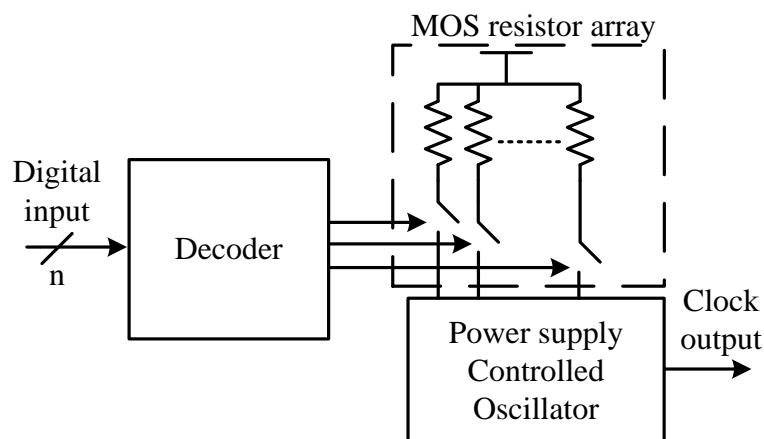 MOS resistor array
Digital
input
n
Decoder
Power supply
Controlled
Oscillator
Clock
output